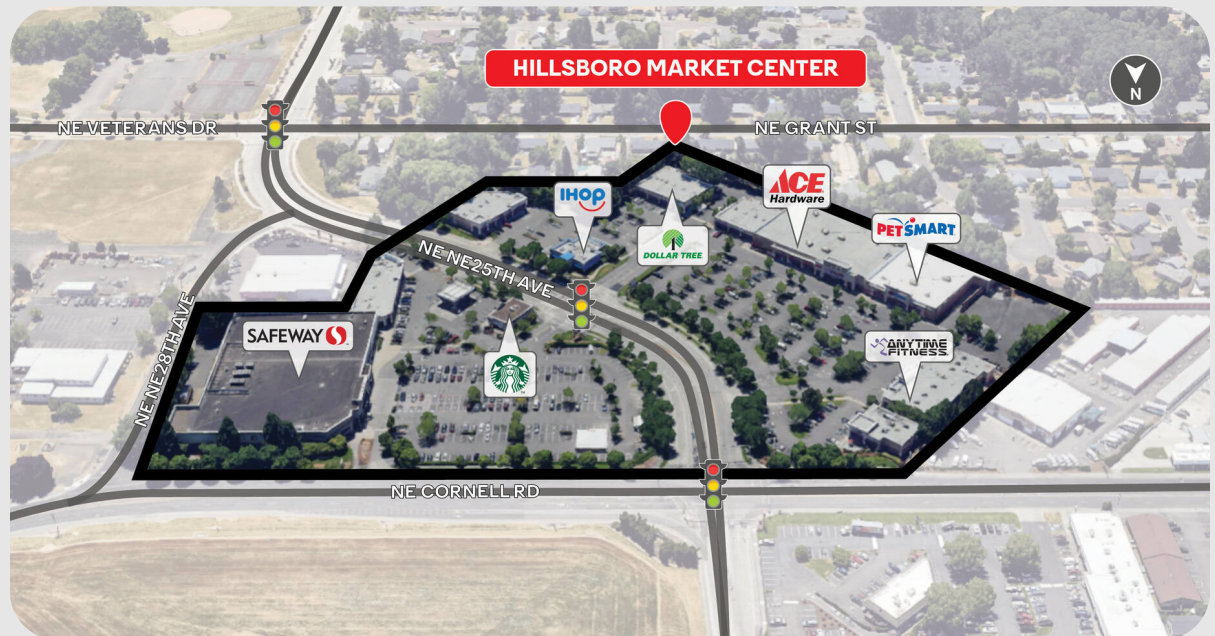 HILLSBORO MARKET CENTER
N
NE VETERANS DR
NE GRANT ST
IHOP
ACE
Hardware
DOLLAR TREE
PETSMART
NE NE25TH AVE
NE NE28TH AVE
SAFEWAY
ANYTIME
FITNESS
NE CORNELL RD